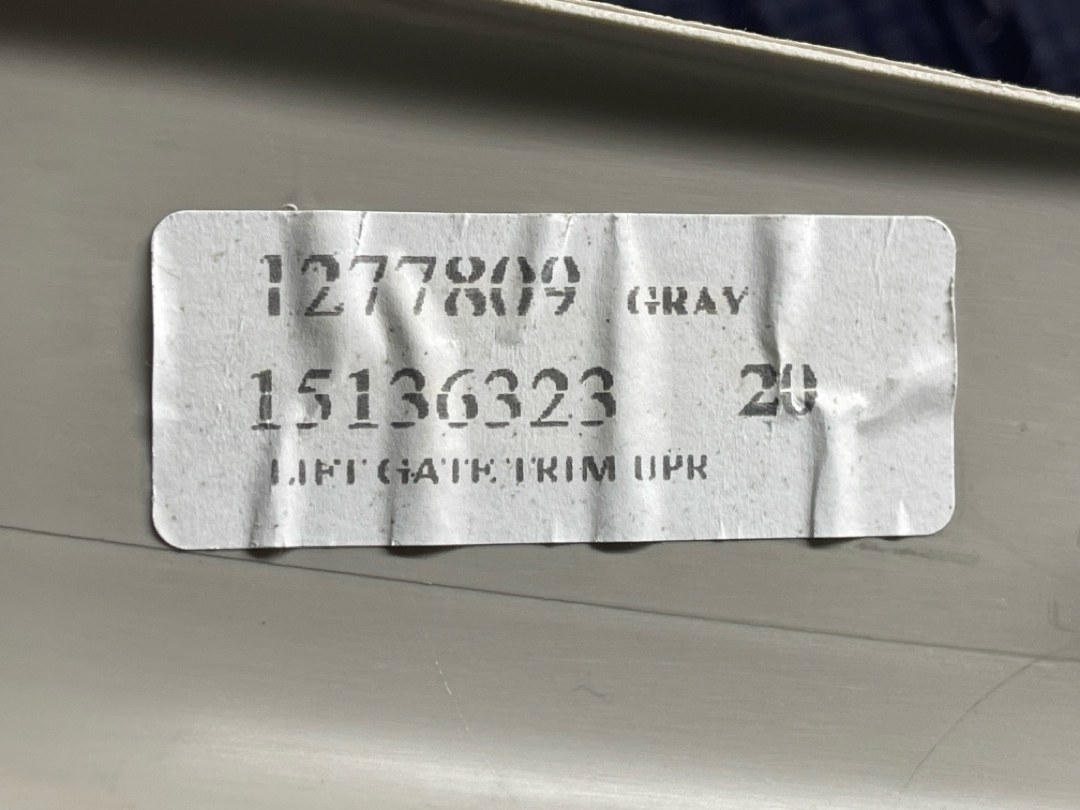 1277809 GRAY
15136323 20
LIFT GATE TRIM UPR